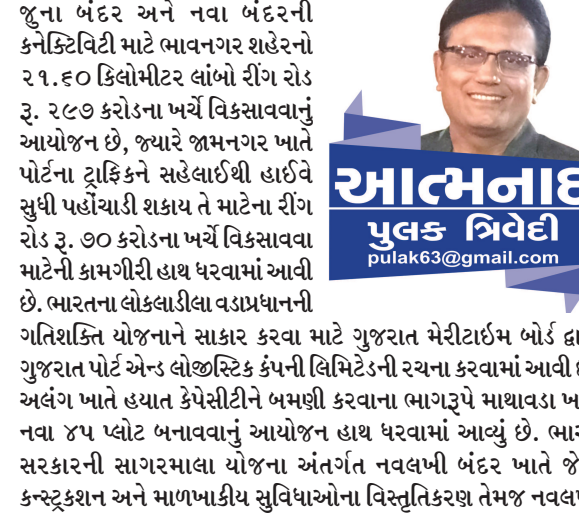 જુના બંદર અને નવા બંદરની
કનેક્ટિવિટી માટે ભાવનગર શહેરનો
૨૧.૬૦ કિલોમીટર લાંબો રીંગ રોડ
રૂ. ૨૯૭ કરોડના ખર્ચે વિકસાવવાનું
આયોજન છે, જ્યારે જામનગર ખાતે
પોર્ટના ટ્રાફિકને સહેલાઈથી હાઈવે
સુધી પહોંચાડી શકાય તે માટેના રીંગ
રોડ રૂ. ૭૦ કરોડના ખર્ચે વિકસાવવા
માટેની કામગીરી હાથ ધરવામાં આવી
છે. ભારતના લોકલાડીલા વડાપ્રધાનની
આત્મનાદ
પુલક ત્રિવેદી
pulak63@gmail.com
ગતિશક્તિ યોજનાને સાકાર કરવા માટે ગુજરાત મેરીટાઇમ બોર્ડ દ્વા
ગુજરાત પોર્ટ એન્ડ લોજીસ્ટિક કંપની લિમિટેડની રચના કરવામાં આવી
અલંગ ખાતે હયાત કેપેસીટીને બમણી કરવાના ભાગરૂપે માથાવડા ખા
નવા ૪૫ પ્લોટ બનાવવાનું આયોજન હાથ ધરવામાં આવ્યું છે. ભાર
સરકારની સાગરમાલા યોજના અંતર્ગત નવલખી બંદર ખાતે જે
કન્સ્ટ્રકશન અને માળખાકીય સુવિધાઓના વિસ્તૃતિકરણ તેમજ નવલખ